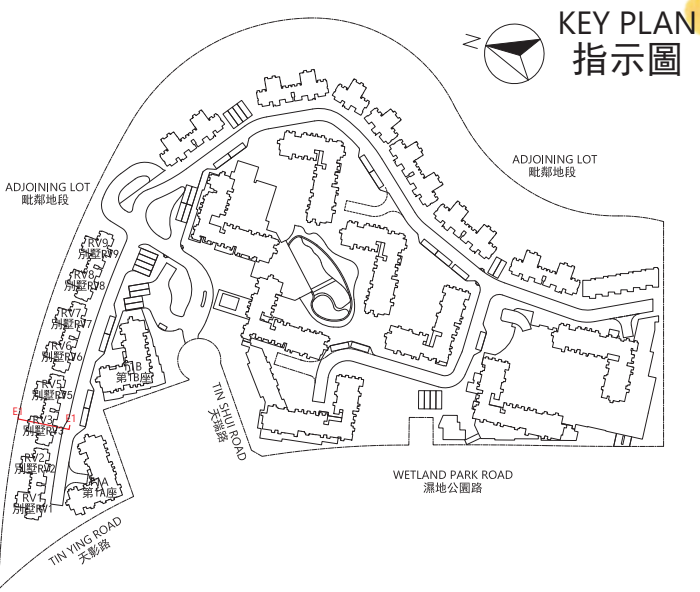 KEY PLAN
指示圖
N
ADJOINING LOT
毗鄰地段
ADJOINING LOT
毗鄰地段
RV9
別墅RV9
RV8
別墅RV8
RV7
別墅RV7
RV6
別墅RV6
RV5
別墅RV5
E1
E1
RV3
別墅RV3
RV2
別墅RV2
RV1
別墅RV1
第1B座
第1A座
TIN SHUI ROAD
天瑞路
WETLAND PARK ROAD
濕地公園路
TIN YING ROAD
天影路